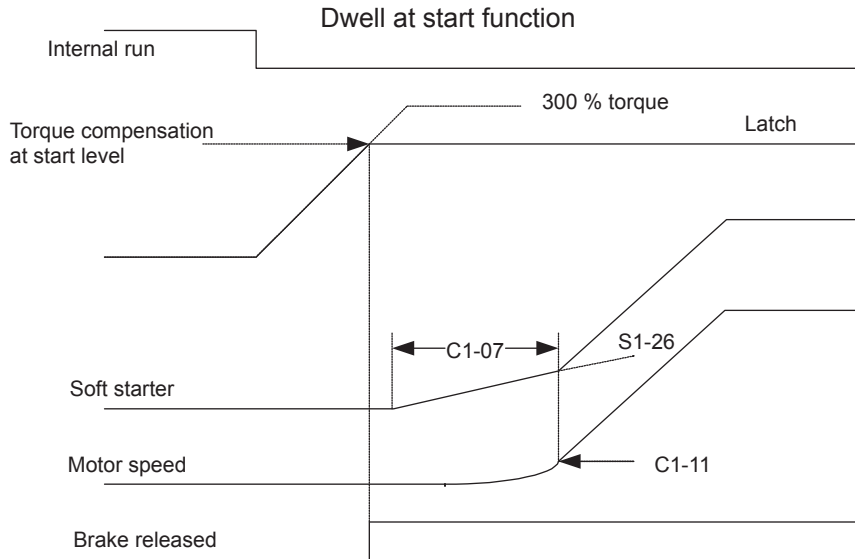 Dwell at start function
Internal run
300 % torque
Torque compensation
at start level
Latch
C1-07
S1-26
Soft starter
Motor speed
C1-11
Brake released